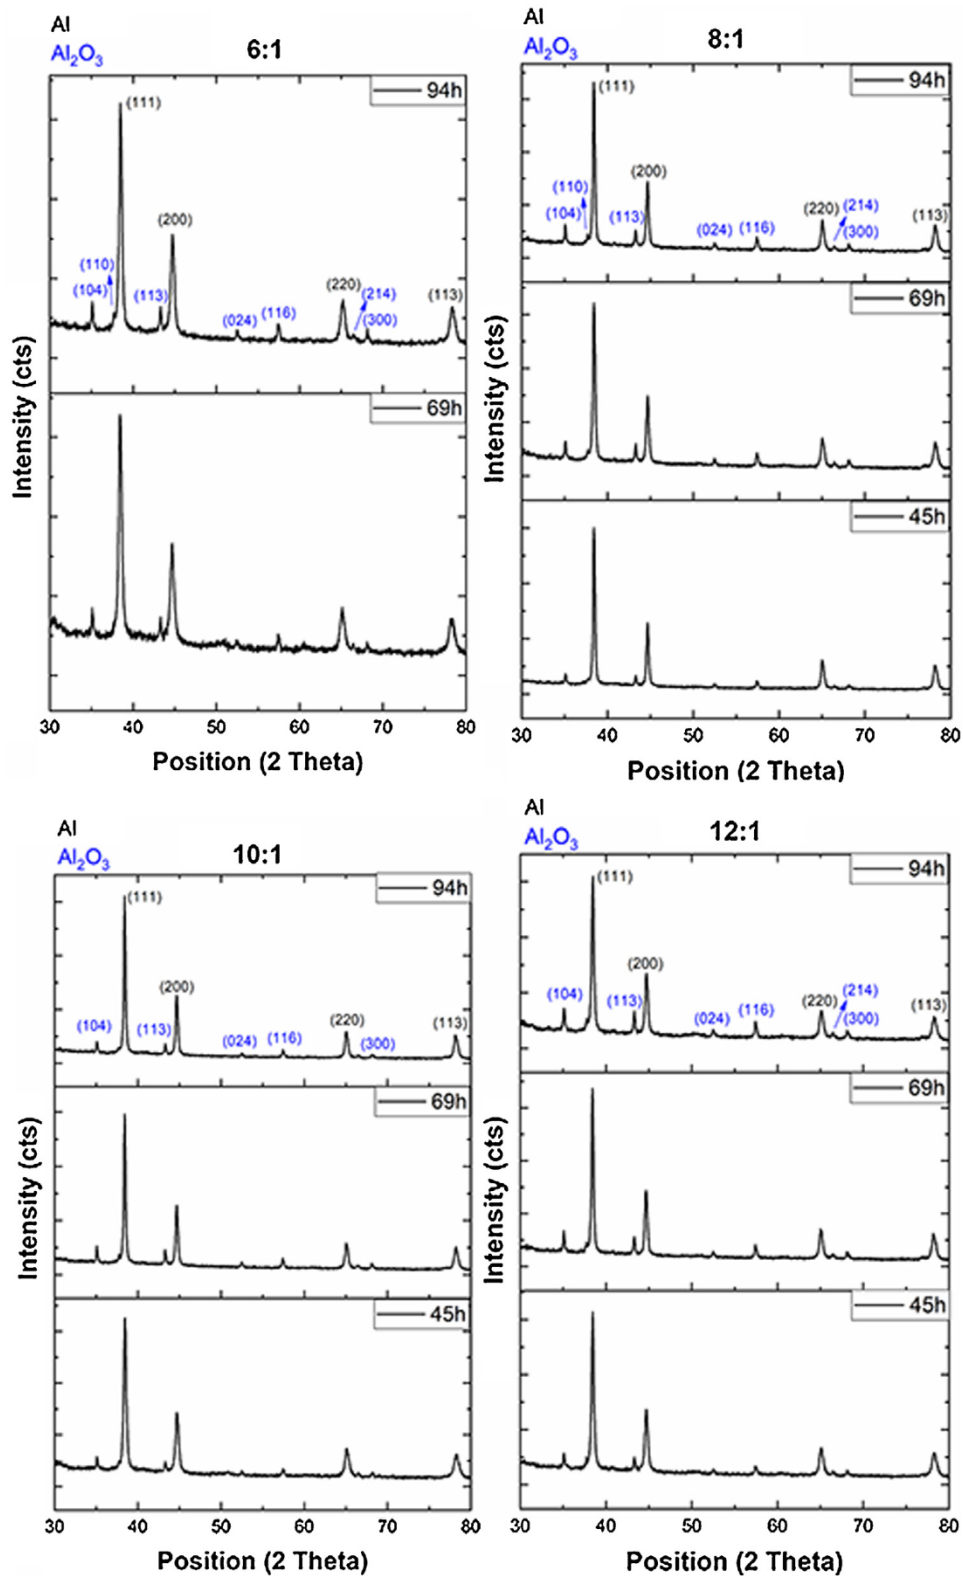 Al
Al₂O₃
6:1
94h
(111)
(200)
(110)
(104)
(113)
(024)
(116)
(220)
(214)
(300)
(113)
69h
Intensity (cts)
30 40 50 60 70 80
Position (2 Theta)
Al
Al₂O₃
8:1
94h
(111)
(200)
(110)
(104)
(113)
(024)
(116)
(220)
(214)
(300)
(113)
69h
45h
Intensity (cts)
30 40 50 60 70 80
Position (2 Theta)
Al
Al₂O₃
10:1
94h
(111)
(200)
(104)
(113)
(024)
(116)
(220)
(300)
(113)
69h
45h
Intensity (cts)
30 40 50 60 70 80
Position (2 Theta)
Al
Al₂O₃
12:1
94h
(111)
(200)
(104)
(113)
(024)
(116)
(220)
(214)
(300)
(113)
69h
45h
Intensity (cts)
30 40 50 60 70 80
Position (2 Theta)